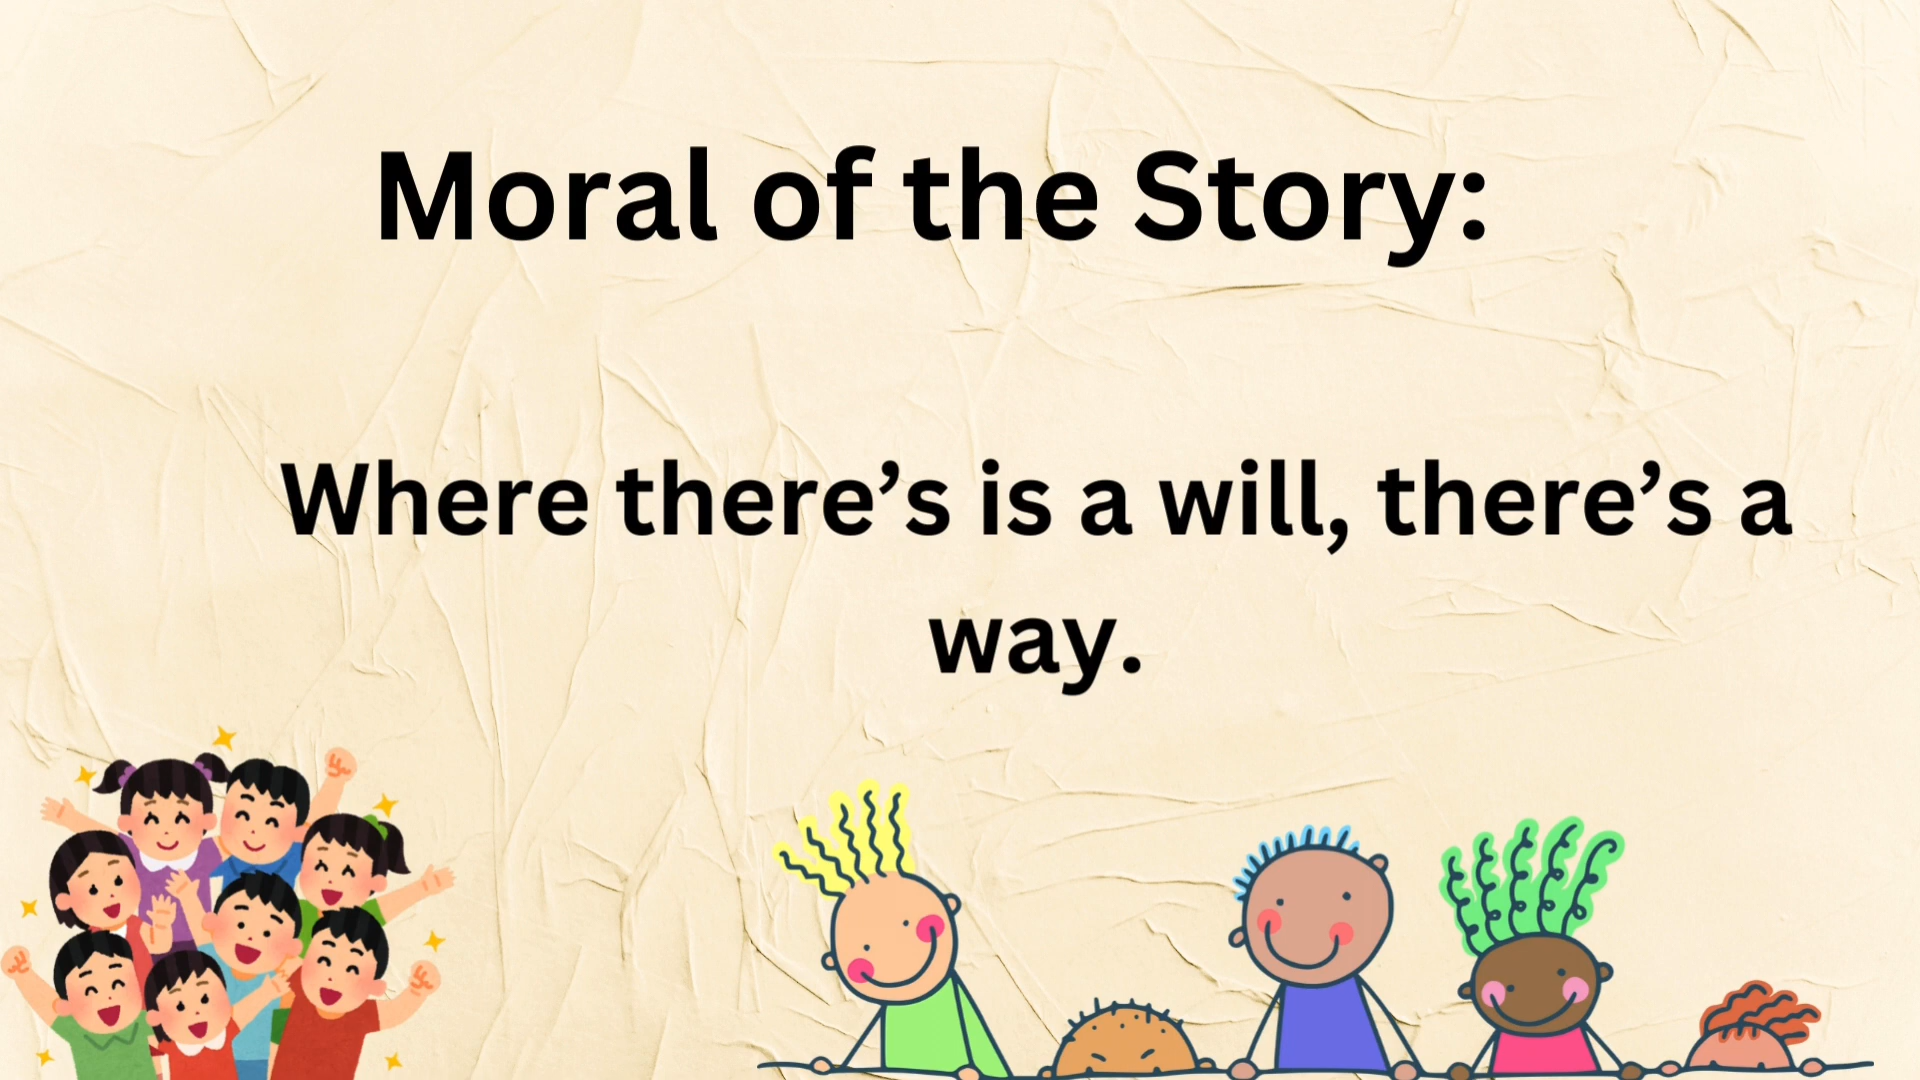 Moral of the Story:
Where there’s is a will, there’s a
way.